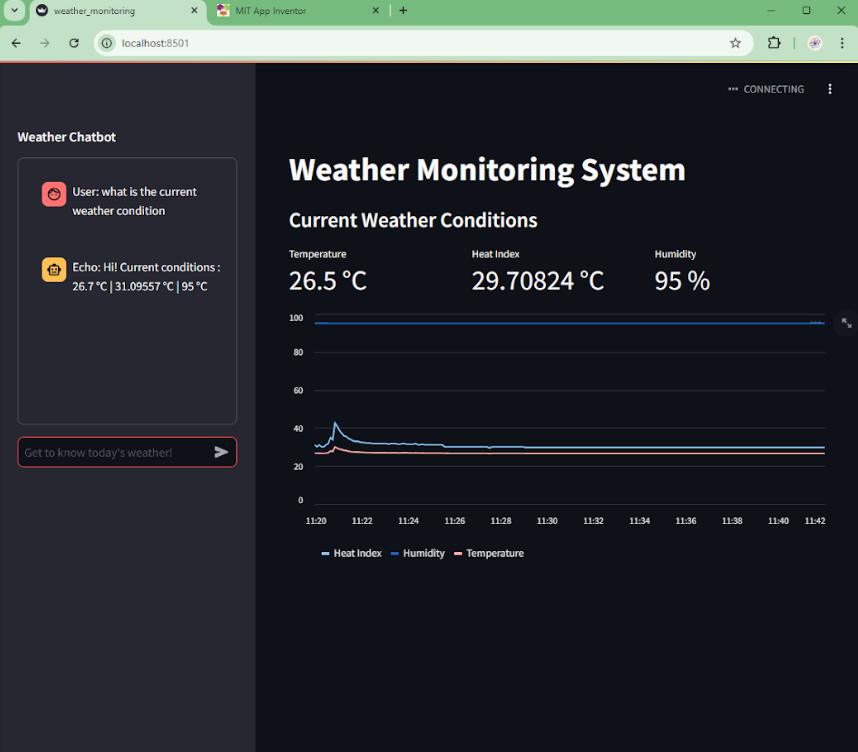 weather_monitoring
MIT App Inventor
localhost:8501
CONNECTING
Weather Chatbot
User: what is the current
weather condition
Echo: Hi! Current conditions :
26.7 °C | 31.09557 °C | 95 °C
Get to know today's weather!
Weather Monitoring System
Current Weather Conditions
Temperature Heat Index Humidity
26.5 °C 29.70824 °C 95 %
100
80
60
40
20
0
11:20 11:22 11:24 11:26 11:28 11:30 11:32 11:34 11:36 11:38 11:40 11:42
Heat Index Humidity Temperature